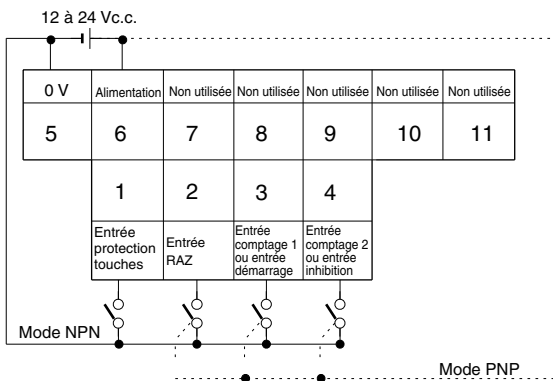 12 à 24 Vc.c.
0 V Alimentation Non utilisée Non utilisée Non utilisée Non utilisée Non utilisée
5 6 7 8 9 10 11
1 2 3 4
Entrée
protection
touches
Entrée
RAZ
Entrée
comptage 1
ou entrée
démarrage
Entrée
comptage 2
ou entrée
inhibition
Mode NPN
Mode PNP